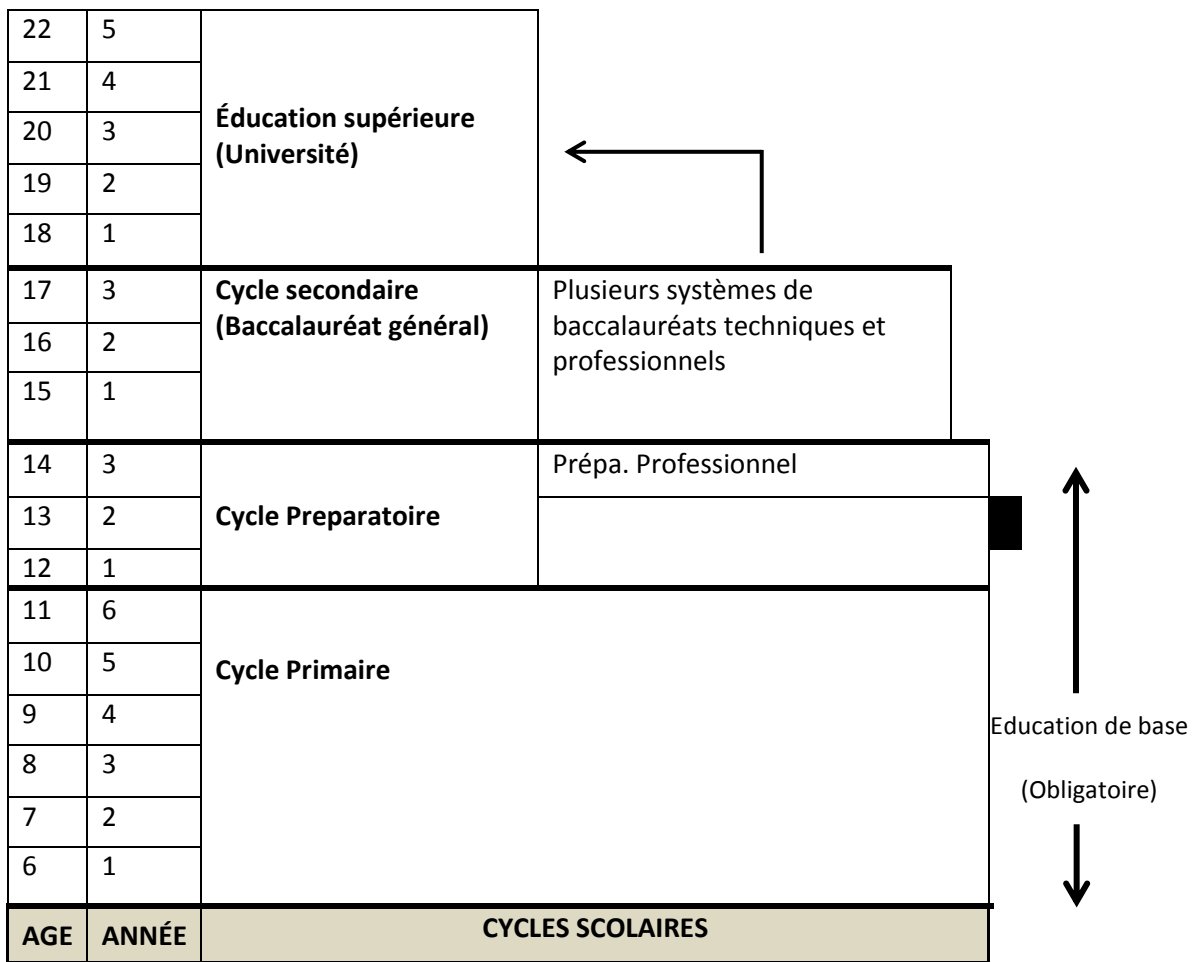 22 5
21 4
Éducation supérieure
20 3
(Université)
19 2
18 1
17 3 Cycle secondaire Plusieurs systèmes de
(Baccalauréat général) baccalauréats techniques et
16 2
professionnels
15 1
14 3 Prépa. Professionnel
13 2 Cycle Preparatoire
12 1
11 6
10 5 Cycle Primaire
9 4
Education de base
8 3
(Obligatoire)
7 2
6 1
AGE ANNÉE CYCLES SCOLAIRES